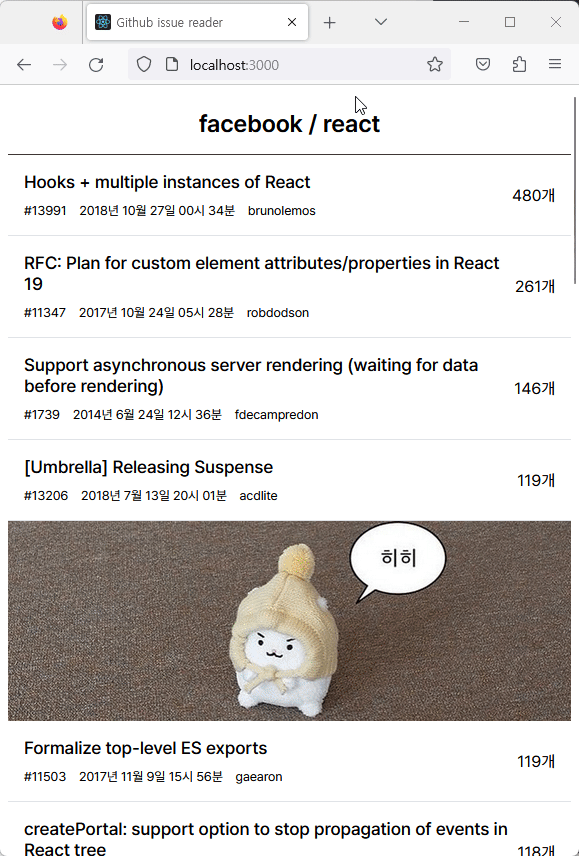 Github issue reader
localhost:3000
facebook / react
Hooks + multiple instances of React
480개
#13991 2018년 10월 27일 00시 34분 brunolemos
RFC: Plan for custom element attributes/properties in React
19
261개
#11347 2017년 10월 24일 05시 28분 robdodson
Support asynchronous server rendering (waiting for data
before rendering)
146개
#1739 2014년 6월 24일 12시 36분 fdecampredon
[Umbrella] Releasing Suspense
119개
#13206 2018년 7월 13일 20시 01분 acdlite
히히
Formalize top-level ES exports
119개
#11503 2017년 11월 9일 15시 56분 gaearon
createPortal: support option to stop propagation of events in
React tree
118개